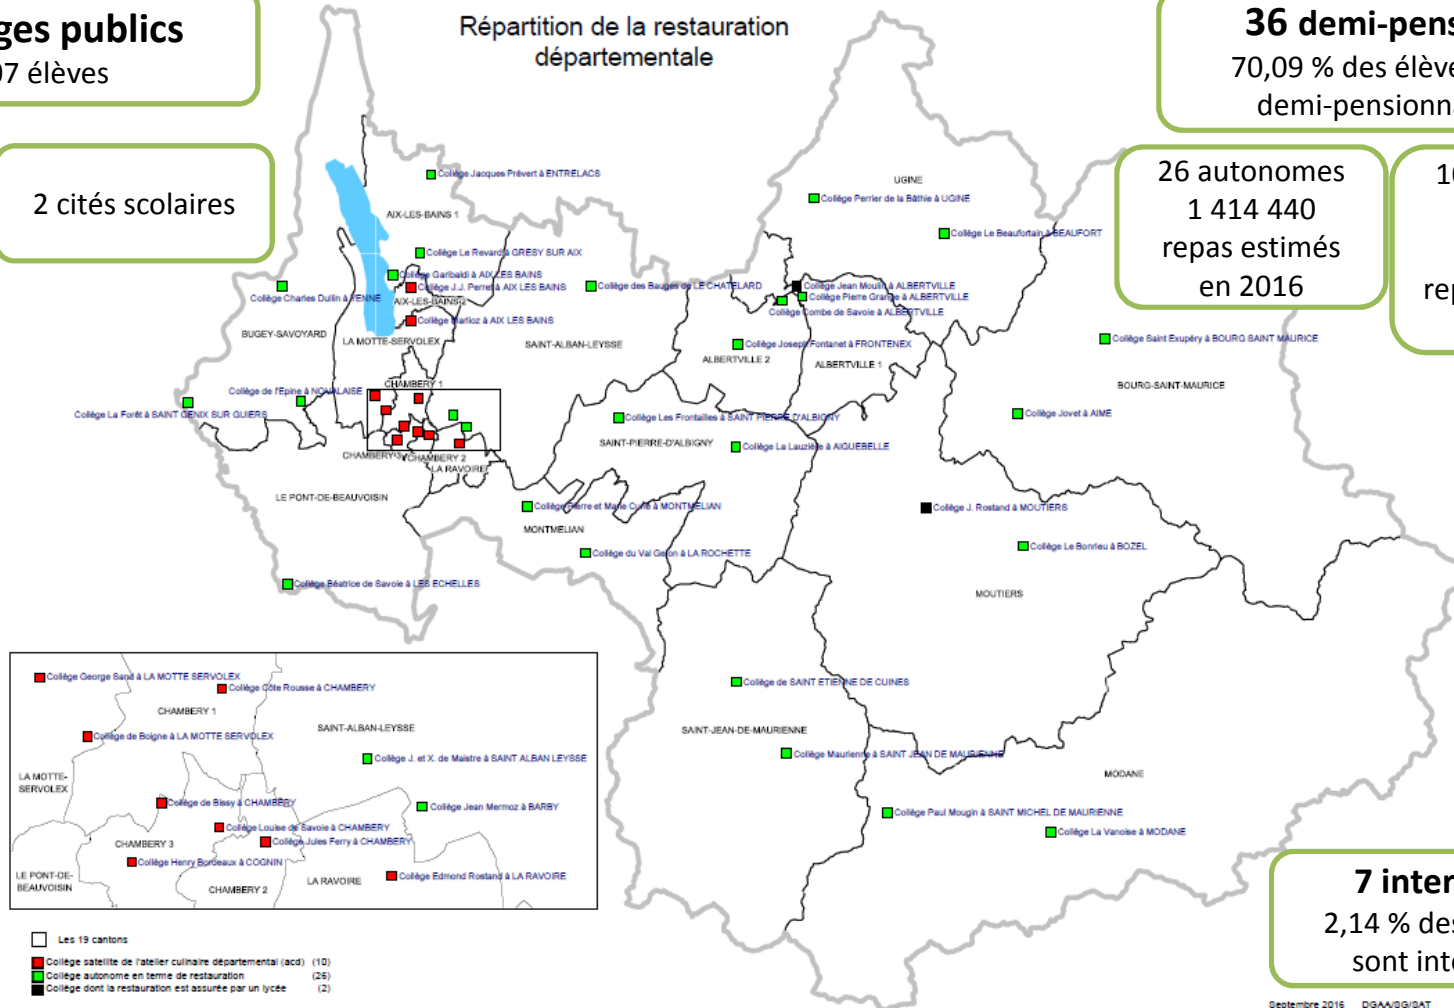 ges publics
07 élèves
Répartition de la restauration
départementale
36 demi-pens
70,09 % des élève
demi-pensionna
2 cités scolaires
26 autonomes
1 414 440
repas estimés
en 2016
10
rep
Collège Jacques Prévert à ENTRELACS
AIX-LES-BAINS 1
Collège Le Revard à GRESY SUR AIX
Collège Garibaldi à AIX LES BAINS
Collège J.J. Perret à AIX LES BAINS
AIX-LES-BAINS 2
Collège Marlioz à AIX LES BAINS
Collège Charles Dullin à YENNE
BUGEY-SAVOYARD
LA MOTTE-SERVOLEX
Collège des Bauges de LE CHATELARD
SAINT-ALBAN-LEYSSE
UGINE
Collège Perrier de la Bâthie à UGINE
Collège Le Beaufortain à BEAUFORT
Collège Jean Moulin à ALBERTVILLE
Collège Pierre Grange à ALBERTVILLE
Collège Combe de Savoie à ALBERTVILLE
Collège Joseph Fontanet à FRONTENEX
ALBERTVILLE 2
ALBERTVILLE 1
Collège Saint Exupéry à BOURG SAINT MAURICE
BOURG-SAINT-MAURICE
Collège Jovet à AIME
CHAMBERY 1
Collège de l'Epine à NOVALAISE
Collège La Forêt à SAINT GENIX SUR GUIERS
Collège Les Frontailles à SAINT PIERRE D'ALBIGNY
SAINT-PIERRE-D'ALBIGNY
Collège La Lauzière à AIGUEBELLE
CHAMBERY 3
CHAMBERY 2
LA RAVOIRE
LE PONT-DE-BEAUVOISIN
Collège Pierre et Marie Curie à MONTMELIAN
MONTMELIAN
Collège J. Rostand à MOUTIERS
Collège Le Bonrieu à BOZEL
Collège du Val Gelon à LA ROCHETTE
Collège Béatrice de Savoie à LES ECHELLES
MOUTIERS
Collège de SAINT ETIENNE DE CUINES
SAINT-JEAN-DE-MAURIENNE
Collège Maurienne à SAINT JEAN DE MAURIENNE
MODANE
Collège Paul Mougin à SAINT MICHEL DE MAURIENNE
Collège La Vanoise à MODANE
Collège George Sand à LA MOTTE SERVOLEX
Collège Côte Rousse à CHAMBERY
CHAMBERY 1
SAINT-ALBAN-LEYSSE
Collège de Boigne à LA MOTTE SERVOLEX
Collège J. et X. de Maistre à SAINT ALBAN LEYSSE
LA MOTTE-
SERVOLEX
Collège de Bissy à CHAMBERY
Collège Jean Mermoz à BARBY
Collège Louise de Savoie à CHAMBERY
CHAMBERY 3
Collège Jules Ferry à CHAMBERY
Collège Henry Bordeaux à COGNIN
LE PONT-DE-
BEAUVOISIN
CHAMBERY 2
LA RAVOIRE
Collège Edmond Rostand à LA RAVOIRE
7 inter
2,14 % des
sont inte
Les 19 cantons
Collège satellite de l'atelier culinaire départemental (acd) (10)
Collège autonome en terme de restauration (26)
Collège dont la restauration est assurée par un lycée (2)
Septembre 2016 DGAA/SG/SAT